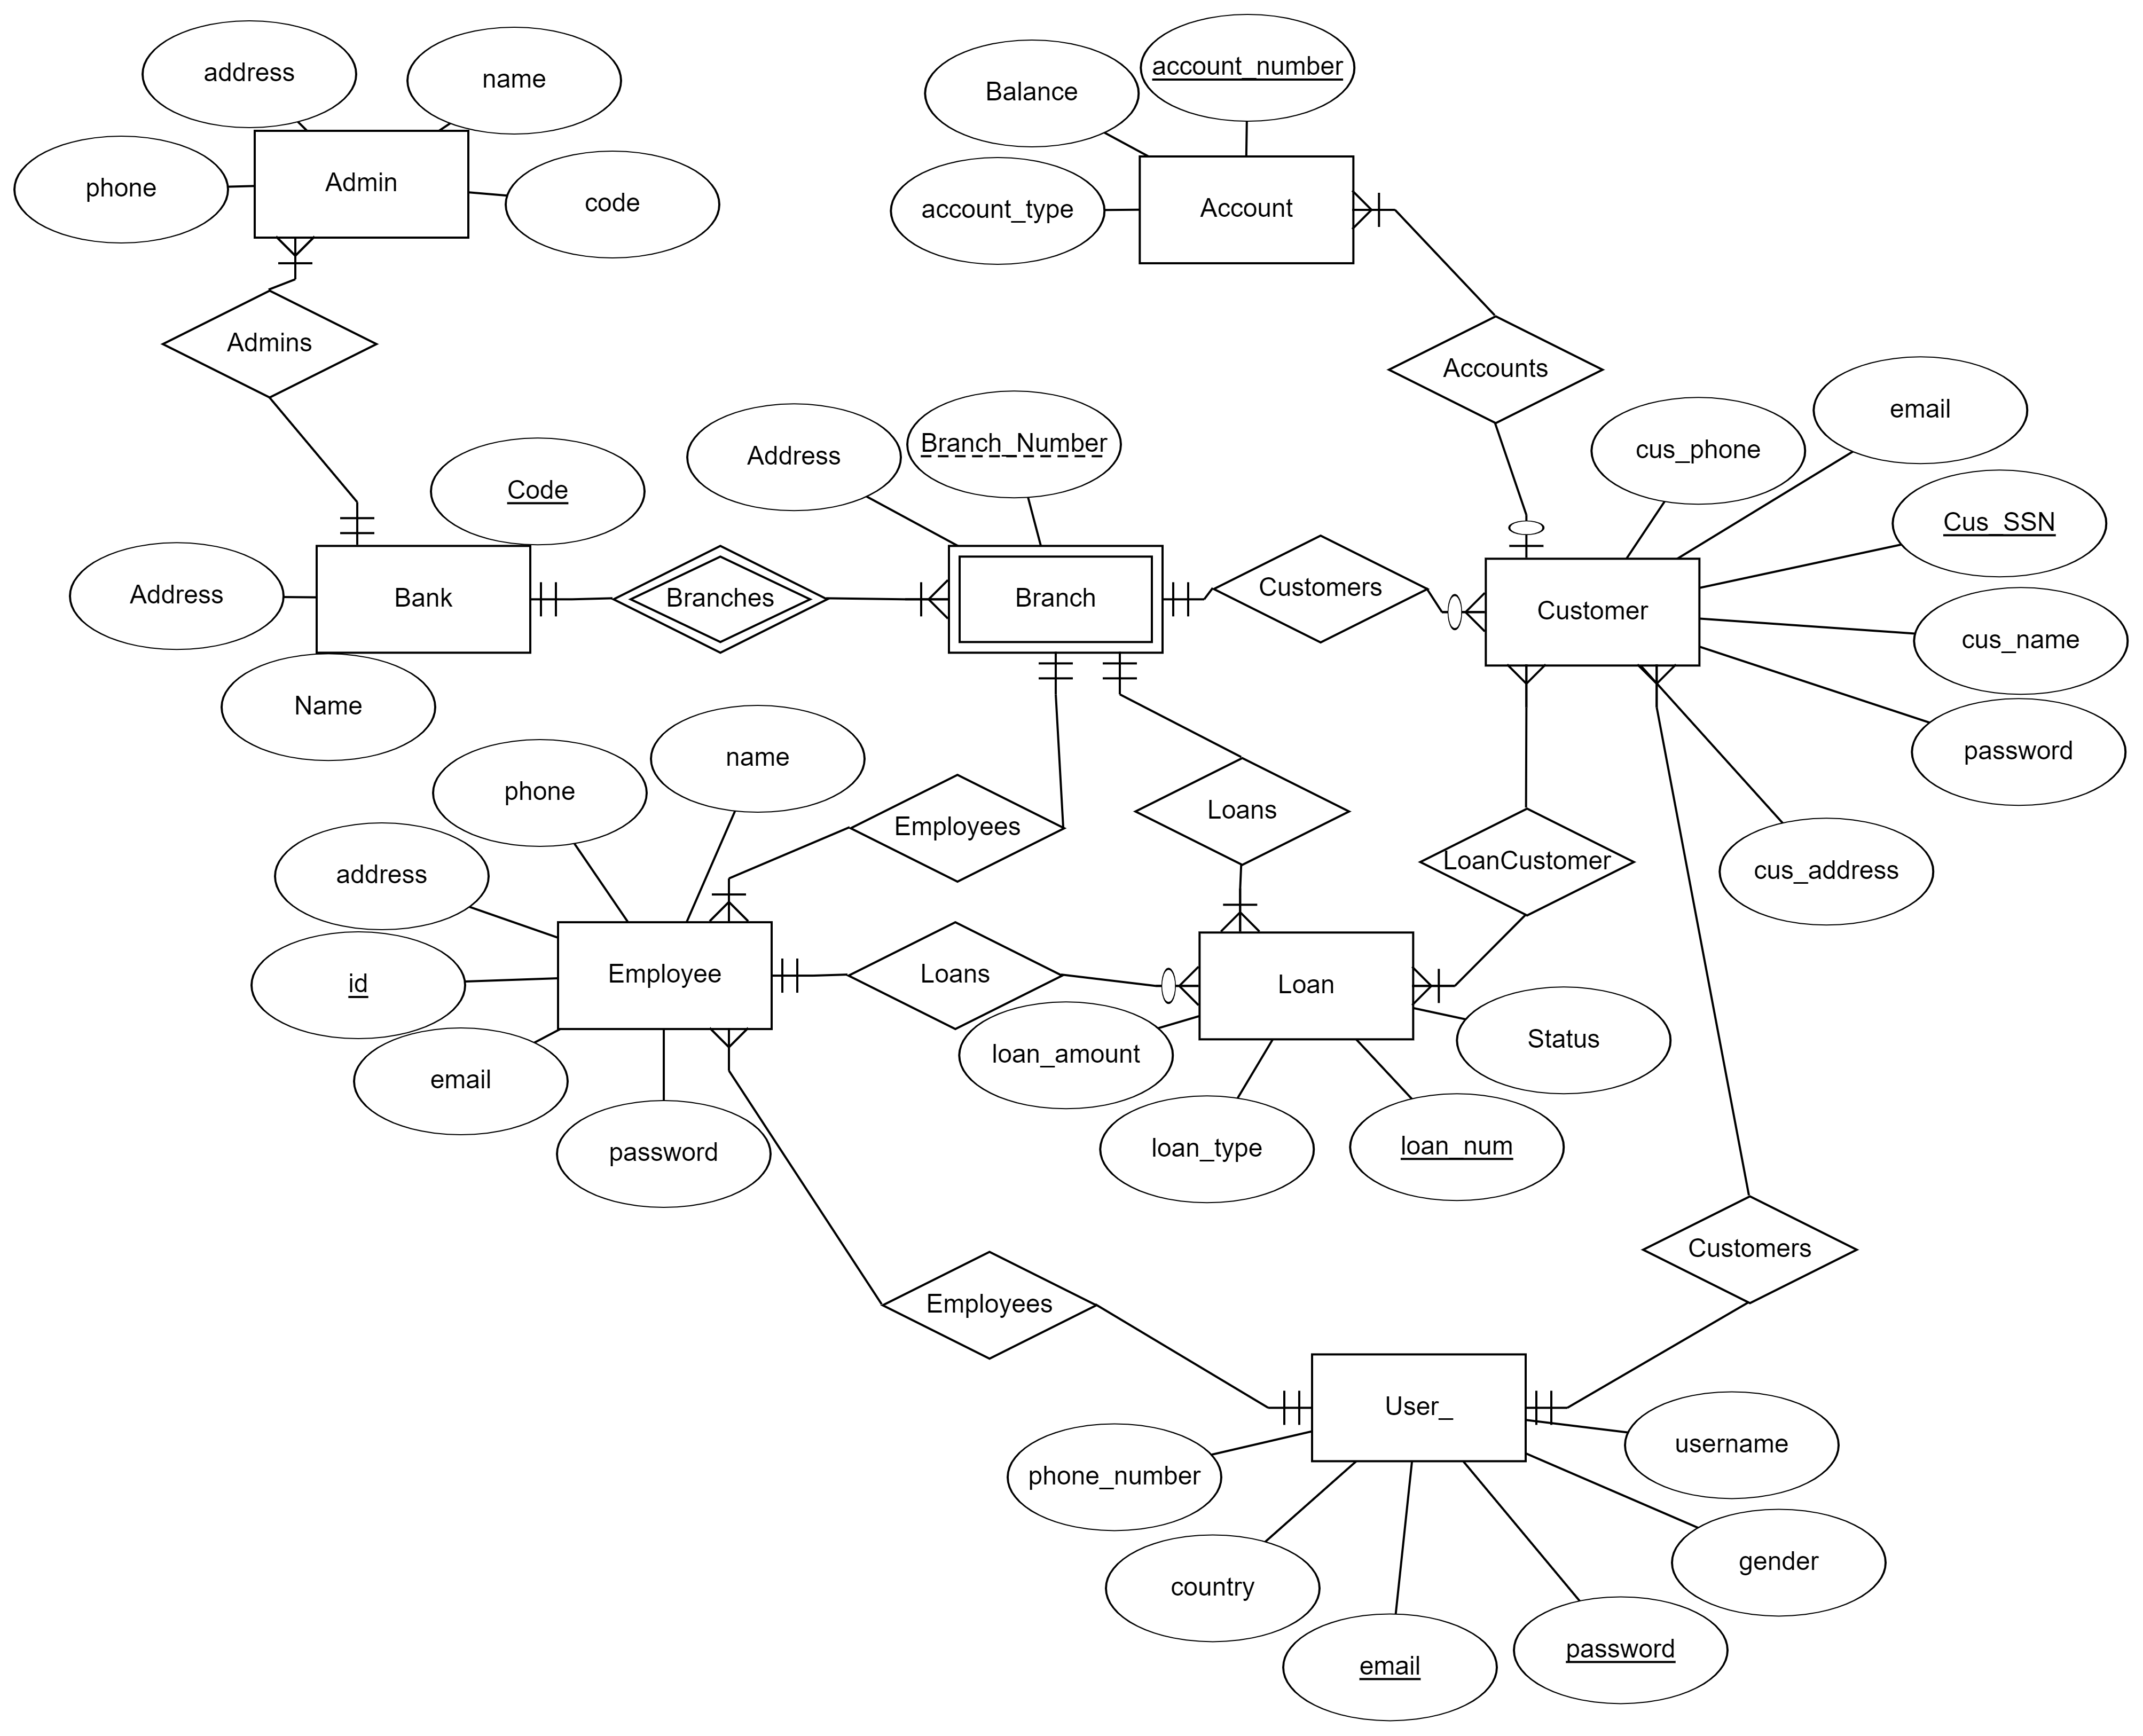 address
name
phone
Admin
code
Admins
Balance
account_number
account_type
Account
Accounts
Code
Address
Bank
Name
Branches
Address
Branch_Number
Branch
Customers
cus_phone
email
Cus_SSN
Customer
cus_name
password
cus_address
LoanCustomer
Loans
Employees
name
phone
address
id
Employee
email
password
Loans
Loan
loan_amount
loan_type
loan_num
Status
Employees
Customers
User_
phone_number
country
email
password
gender
username